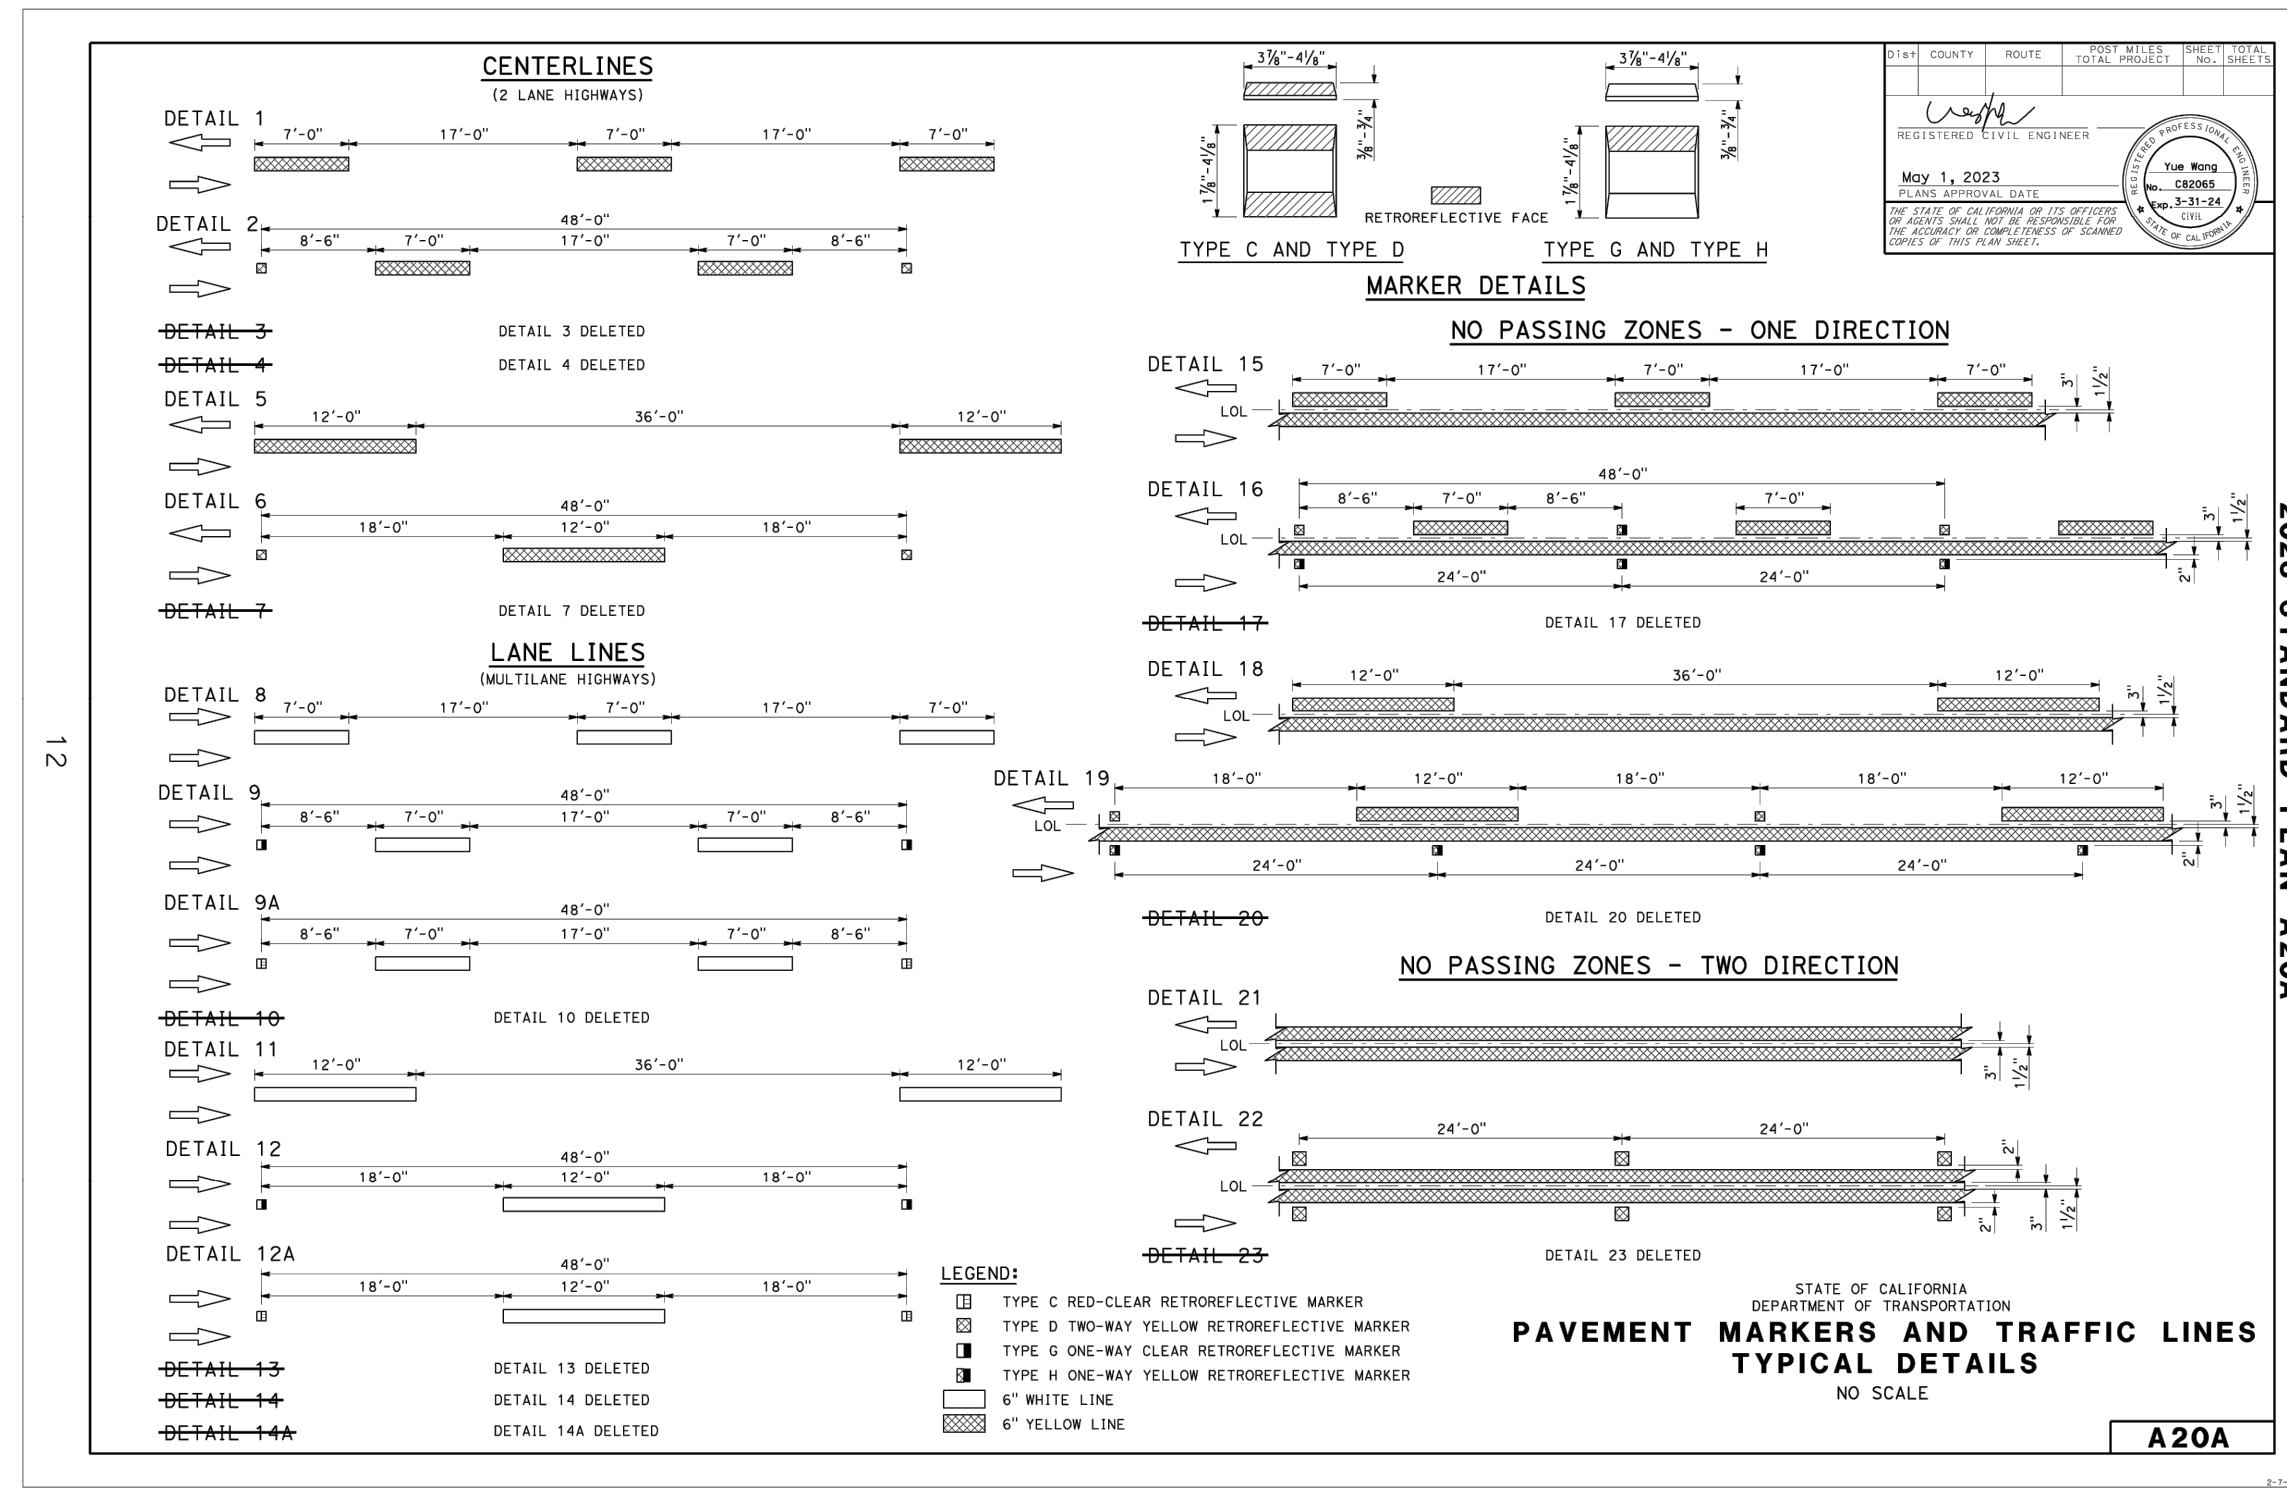 CENTERLINES
(2 LANE HIGHWAYS)
DETAIL 1
7'-0" 17'-0" 7'-0" 17'-0" 7'-0"
DETAIL 2
48'-0"
8'-6" 7'-0" 17'-0" 7'-0" 8'-6"
DETAIL 3 DETAIL 3 DELETED
DETAIL 4 DETAIL 4 DELETED
DETAIL 5
12'-0" 36'-0" 12'-0"
DETAIL 6
48'-0"
18'-0" 12'-0" 18'-0"
DETAIL 7 DETAIL 7 DELETED
LANE LINES
(MULTILANE HIGHWAYS)
DETAIL 8
7'-0" 17'-0" 7'-0" 17'-0" 7'-0"
DETAIL 9
48'-0"
8'-6" 7'-0" 17'-0" 7'-0" 8'-6"
DETAIL 9A
48'-0"
8'-6" 7'-0" 17'-0" 7'-0" 8'-6"
DETAIL 10 DETAIL 10 DELETED
DETAIL 11
12'-0" 36'-0" 12'-0"
DETAIL 12
48'-0"
18'-0" 12'-0" 18'-0"
DETAIL 12A
48'-0"
18'-0" 12'-0" 18'-0"
DETAIL 13 DETAIL 13 DELETED
DETAIL 14 DETAIL 14 DELETED
DETAIL 14A DETAIL 14A DELETED
12
LEGEND:
TYPE C RED-CLEAR RETROREFLECTIVE MARKER
TYPE D TWO-WAY YELLOW RETROREFLECTIVE MARKER
TYPE G ONE-WAY CLEAR RETROREFLECTIVE MARKER
TYPE H ONE-WAY YELLOW RETROREFLECTIVE MARKER
6" WHITE LINE
6" YELLOW LINE
3⅞"-4⅛" 3⅞"-4⅛"
⅜"-¾" ⅜"-¾"
1⅞"-4⅛" 1⅞"-4⅛"
RETROREFLECTIVE FACE
TYPE C AND TYPE D TYPE G AND TYPE H
MARKER DETAILS
NO PASSING ZONES - ONE DIRECTION
DETAIL 15
7'-0" 17'-0" 7'-0" 17'-0" 7'-0" 3" 1½"
LOL
DETAIL 16
48'-0"
8'-6" 7'-0" 8'-6" 7'-0" 3" 1½"
LOL
24'-0" 24'-0" 2"
DETAIL 17 DETAIL 17 DELETED
DETAIL 18
12'-0" 36'-0" 12'-0" 3" 1½"
LOL
DETAIL 19
18'-0" 12'-0" 18'-0" 18'-0" 12'-0" 3" 1½"
LOL
24'-0" 24'-0" 24'-0" 2"
DETAIL 20 DETAIL 20 DELETED
NO PASSING ZONES - TWO DIRECTION
DETAIL 21
LOL
3" 1½"
DETAIL 22
24'-0" 24'-0" 2"
LOL
2" 3" 1½"
DETAIL 23 DETAIL 23 DELETED
STATE OF CALIFORNIA
DEPARTMENT OF TRANSPORTATION
PAVEMENT MARKERS AND TRAFFIC LINES
TYPICAL DETAILS
NO SCALE
A20A
Dist COUNTY ROUTE POST MILES TOTAL PROJECT SHEET No. TOTAL SHEETS
REGISTERED CIVIL ENGINEER
May 1, 2023
PLANS APPROVAL DATE
THE STATE OF CALIFORNIA OR ITS OFFICERS
OR AGENTS SHALL NOT BE RESPONSIBLE FOR
THE ACCURACY OR COMPLETENESS OF SCANNED
COPIES OF THIS PLAN SHEET.
REGISTERED PROFESSIONAL ENGINEER
Yue Wang
No. C82065
Exp. 3-31-24
CIVIL
STATE OF CALIFORNIA